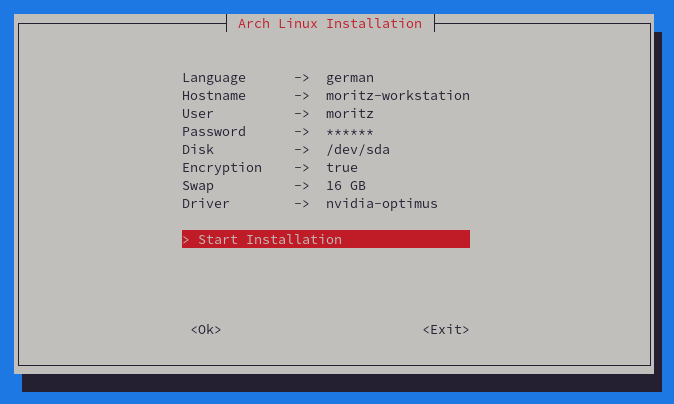 Arch Linux Installation
Language -> german
Hostname -> moritz-workstation
User -> moritz
Password -> ******
Disk -> /dev/sda
Encryption -> true
Swap -> 16 GB
Driver -> nvidia-optimus
> Start Installation
<Ok> <Exit>